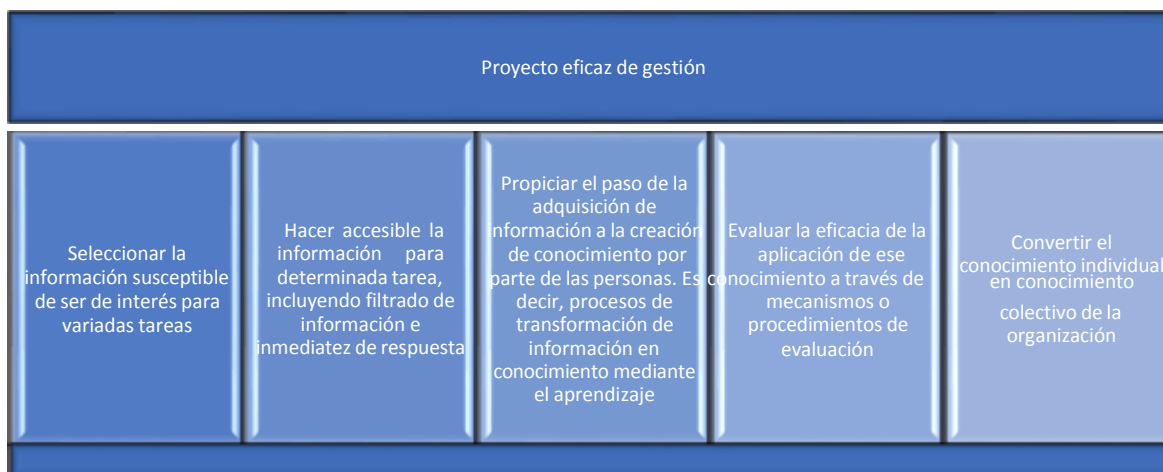 Proyecto eficaz de gestión
Seleccionar la
información susceptible
de ser de interés para
variadas tareas
Hacer accesible la
información para
determinada tarea,
incluyendo filtrado de
información e
inmediatez de respuesta
Propiciar el paso de la
adquisición de
información a la creación
de conocimiento por
parte de las personas. Es
decir, procesos de
transformación de
información en
conocimiento mediante
el aprendizaje
Evaluar la eficacia de la
aplicación de ese
conocimiento a través de
mecanismos o
procedimientos de
evaluación
Convertir el
conocimiento individual
en conocimiento
colectivo de la
organización